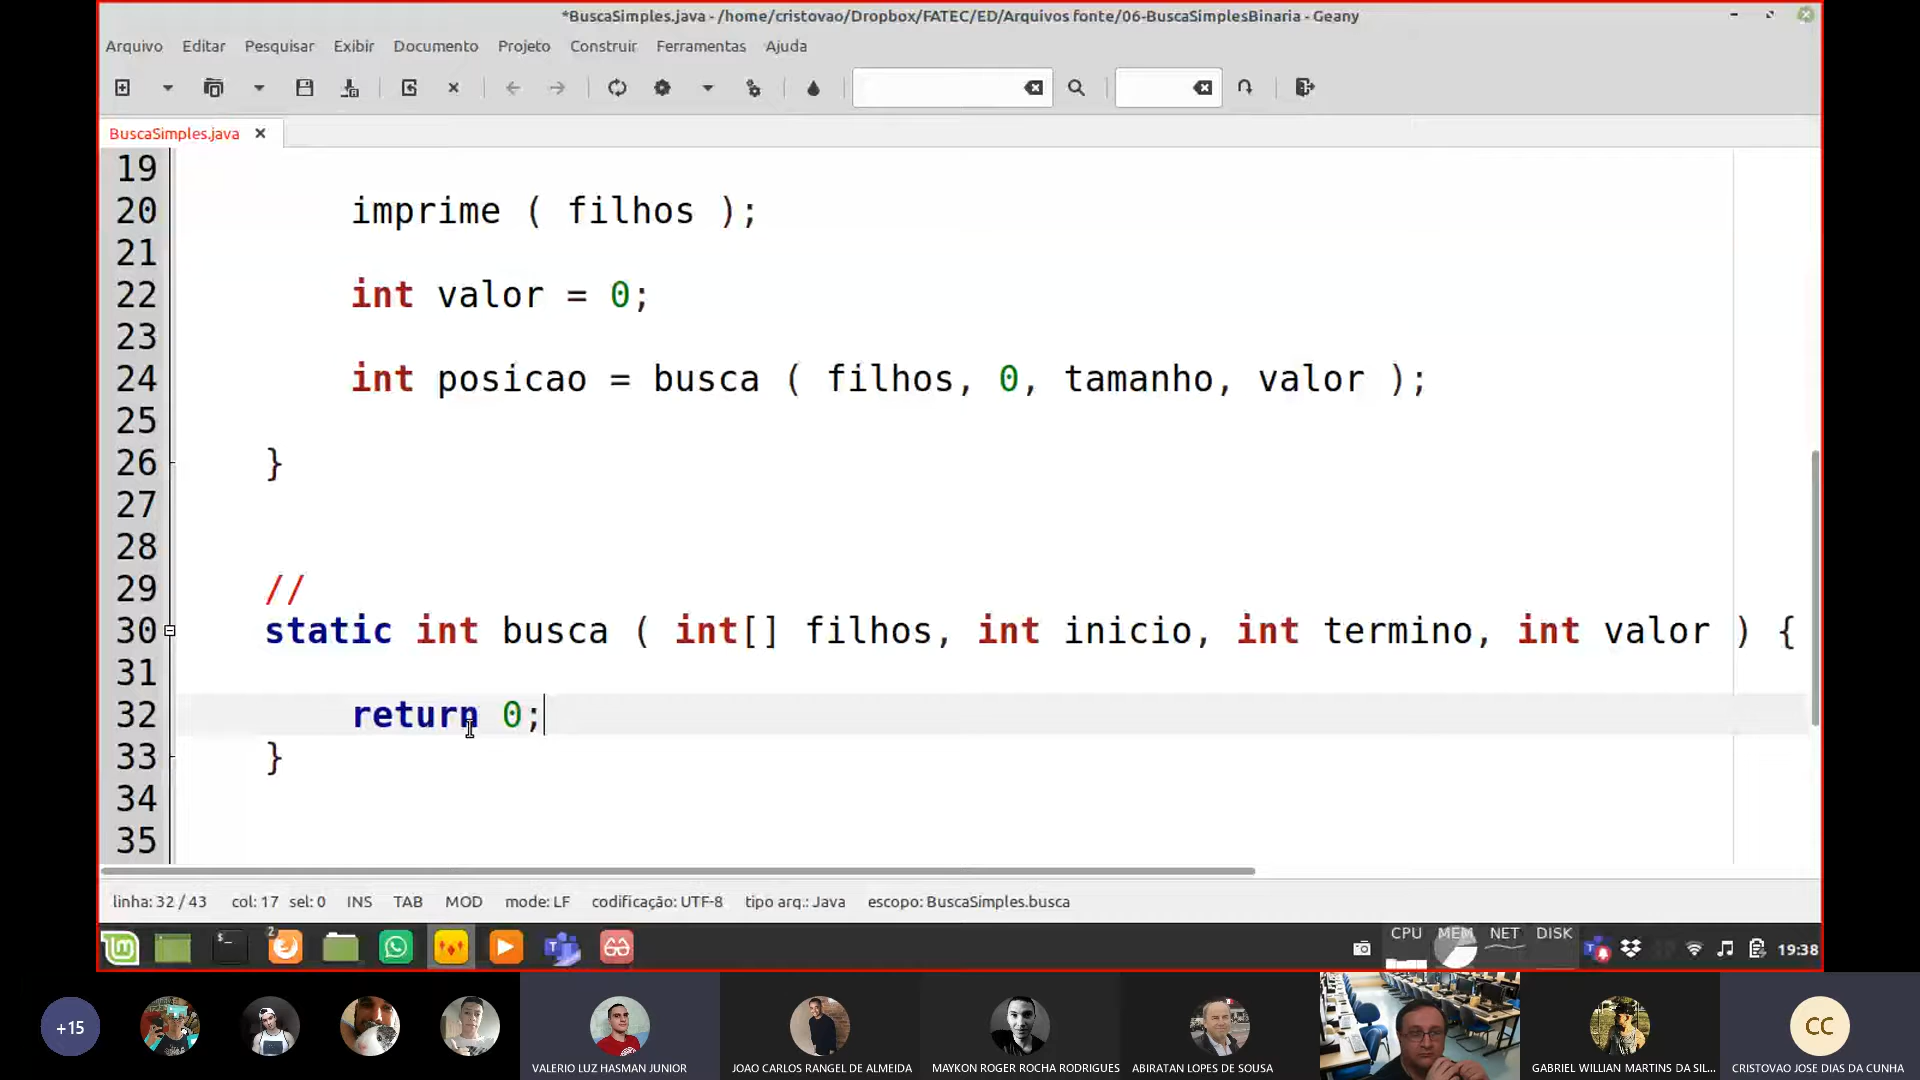 *BuscaSimples.java - /home/cristovao/Dropbox/FATEC/ED/Arquivos fonte/06-BuscaSimplesBinaria - Geany
Arquivo Editar Pesquisar Exibir Documento Projeto Construir Ferramentas Ajuda
BuscaSimples.java
19
20 imprime ( filhos );
21
22 int valor = 0;
23
24 int posicao = busca ( filhos, 0, tamanho, valor );
25
26 }
27
28
29 //
30 static int busca ( int[] filhos, int inicio, int termino, int valor ) {
31
32 return 0;
33 }
34
35
linha: 32 / 43 col: 17 sel: 0 INS TAB MOD mode: LF codificação: UTF-8 tipo arq.: Java escopo: BuscaSimples.busca
2 CPU MEM NET DISK 19:38
+15 CC
VALERIO LUZ HASMAN JUNIOR JOAO CARLOS RANGEL DE ALMEIDA MAYKON ROGER ROCHA RODRIGUES ABIRATAN LOPES DE SOUSA GABRIEL WILLIAN MARTINS DA SIL... CRISTOVAO JOSE DIAS DA CUNHA